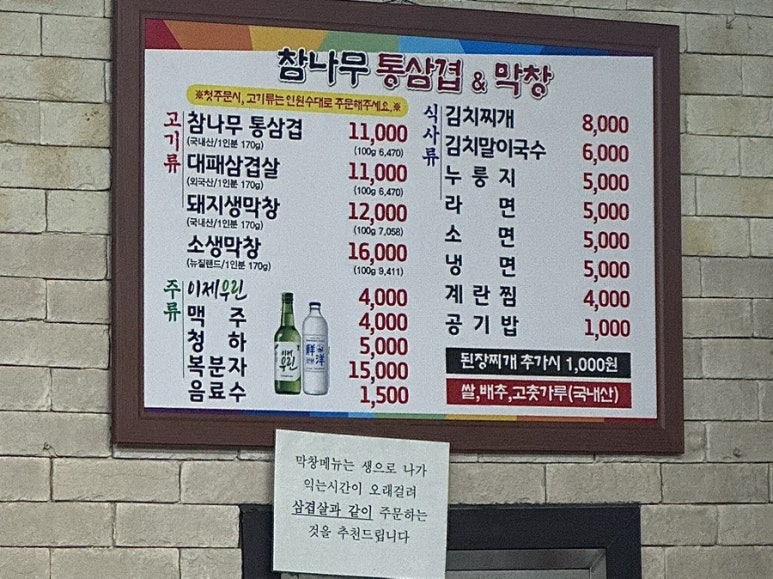 참나무 통삼겹 & 막창
※첫주문시, 고기류는 인원수대로 주문해주세요.※
고기류
참나무 통삼겹 11,000
(국내산/1인분 170g) (100g 6,470)
대패삼겹살 11,000
(외국산/1인분 170g) (100g 6,470)
돼지생막창 12,000
(국내산/1인분 170g) (100g 7,058)
소생막창 16,000
(뉴질랜드/1인분 170g) (100g 9,411)
주류
이제우린 4,000
맥 주 4,000
청 하 5,000
복분자 15,000
음료수 1,500
식사류
김치찌개 8,000
김치말이국수 6,000
누 룽 지 5,000
라 면 5,000
소 면 5,000
냉 면 5,000
계 란 찜 4,000
공 기 밥 1,000
된장찌개 추가시 1,000원
쌀,배추,고춧가루(국내산)
이제
우린
鮮
洋
막창메뉴는 생으로 나가
익는시간이 오래걸려
삼겹살과 같이 주문하는
것을 추천드립니다